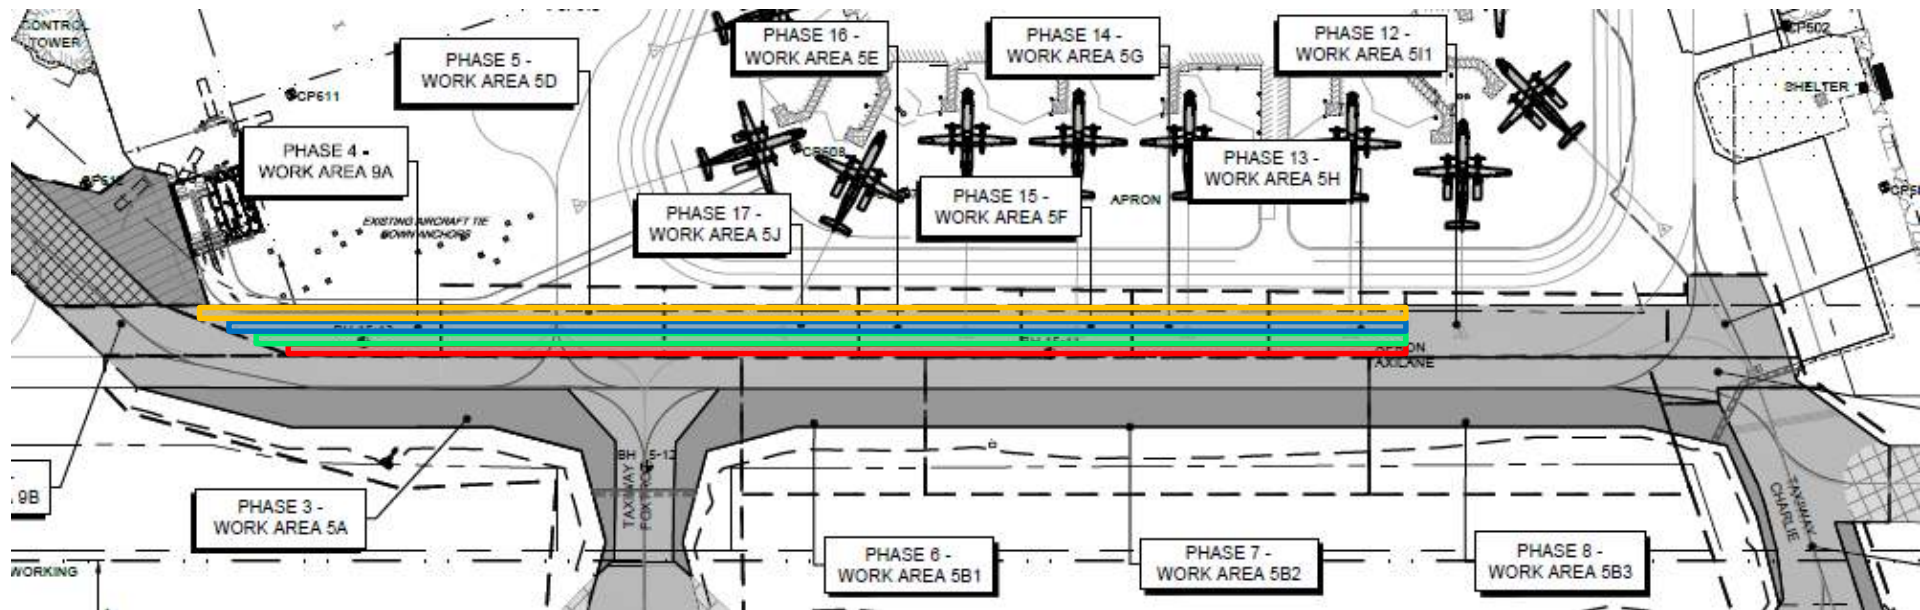 CONTROL
TOWER
PHASE 5 -
WORK AREA 5D
PHASE 16 -
WORK AREA 5E
PHASE 14 -
WORK AREA 5G
PHASE 12 -
WORK AREA 5I1
CP502
SHELTER
CP511
PHASE 4 -
WORK AREA 9A
CP508
PHASE 13 -
WORK AREA 5H
PHASE 17 -
WORK AREA 5J
PHASE 15 -
WORK AREA 5F
APRON
EXISTING AIRCRAFT TIE
DOWN ANCHORS
APRON
TAXILANE
9B
PHASE 3 -
WORK AREA 5A
TAXIWAY
FOXTROT
TAXIWAY
CHARLIE
PHASE 6 -
WORK AREA 5B1
PHASE 7 -
WORK AREA 5B2
PHASE 8 -
WORK AREA 5B3
WORKING